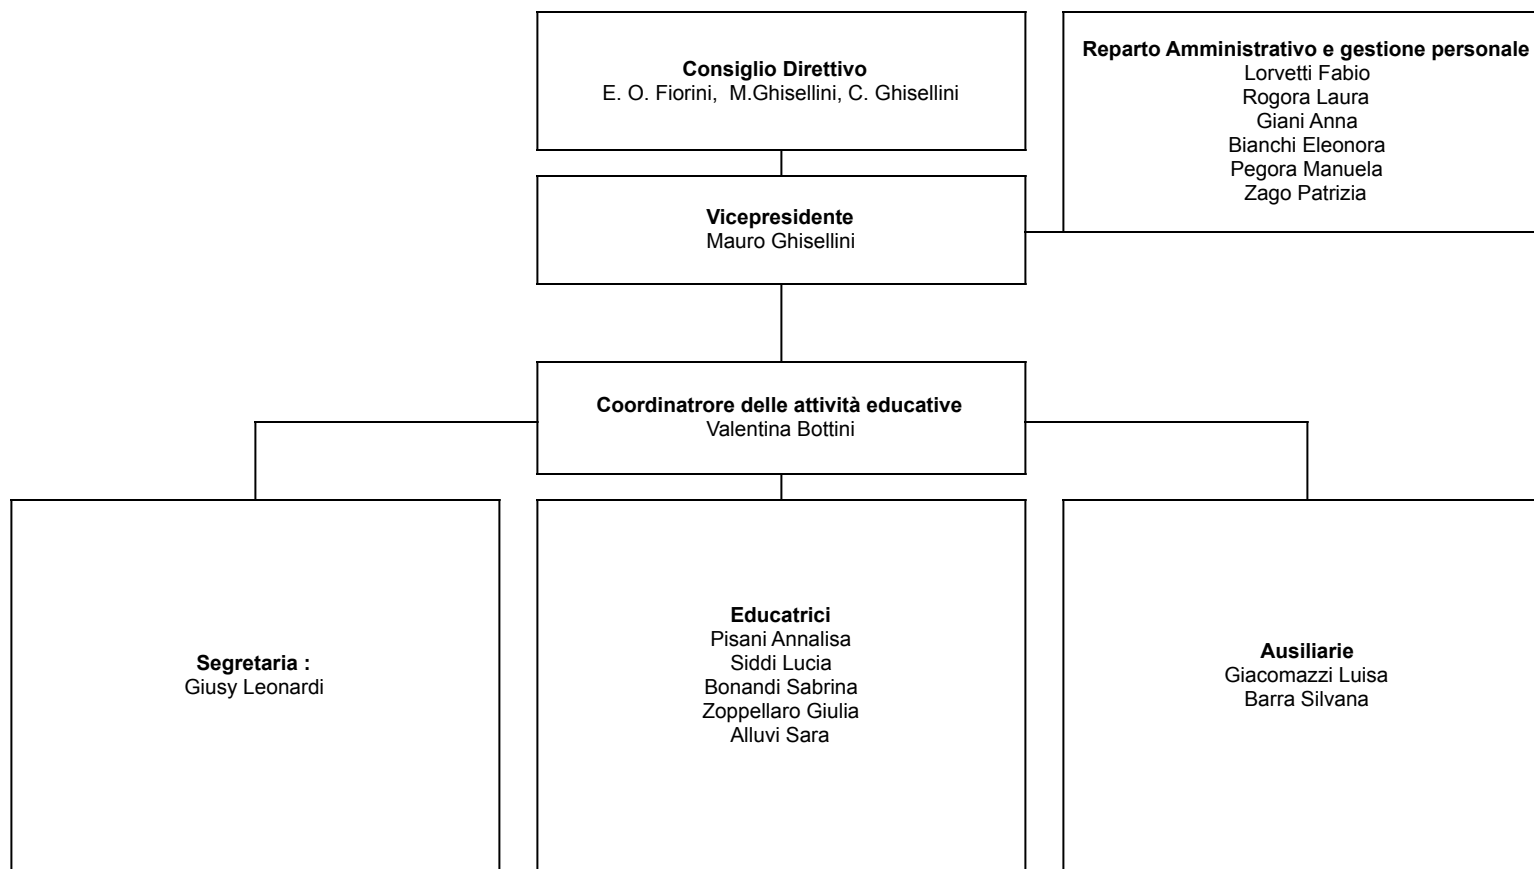 Consiglio Direttivo
E. O. Fiorini,  M.Ghisellini, C. Ghisellini
Reparto Amministrativo e gestione personale
Lorvetti Fabio
Rogora Laura
Giani Anna
Bianchi Eleonora
Pegora Manuela
Zago Patrizia
Vicepresidente
Mauro Ghisellini
Coordinatrore delle attività educative
Valentina Bottini
Segretaria :
Giusy Leonardi
Educatrici
Pisani Annalisa
Siddi Lucia
Bonandi Sabrina
Zoppellaro Giulia
Alluvi Sara
Ausiliarie
Giacomazzi Luisa
Barra Silvana